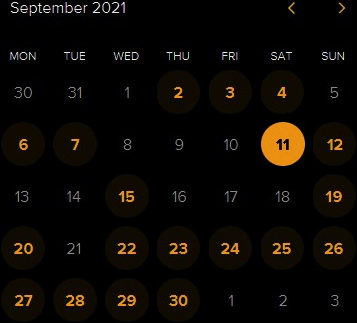 September 2021 < >
MON TUE WED THU FRI SAT SUN
30 31 1 2 3 4 5
6 7 8 9 10 11 12
13 14 15 16 17 18 19
20 21 22 23 24 25 26
27 28 29 30 1 2 3